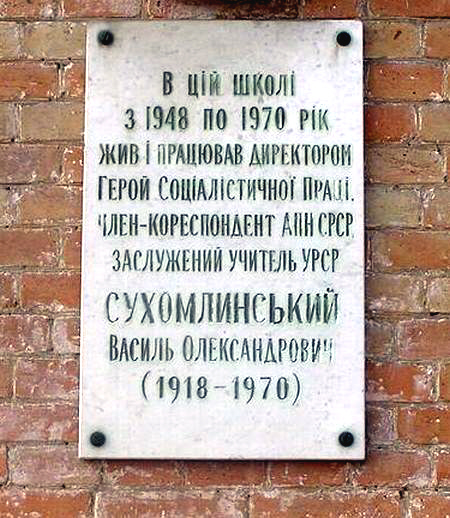 В ЦІЙ ШКОЛІ
З 1948 ПО 1970 РІК
ЖИВ І ПРАЦЮВАВ ДИРЕКТОРОМ
ГЕРОЙ СОЦІАЛІСТИЧНОЇ ПРАЦІ,
ЧЛЕН-КОРЕСПОНДЕНТ АПН СРСР,
ЗАСЛУЖЕНИЙ УЧИТЕЛЬ УРСР
СУХОМЛИНСЬКИЙ
ВАСИЛЬ ОЛЕКСАНДРОВИЧ
(1918-1970)